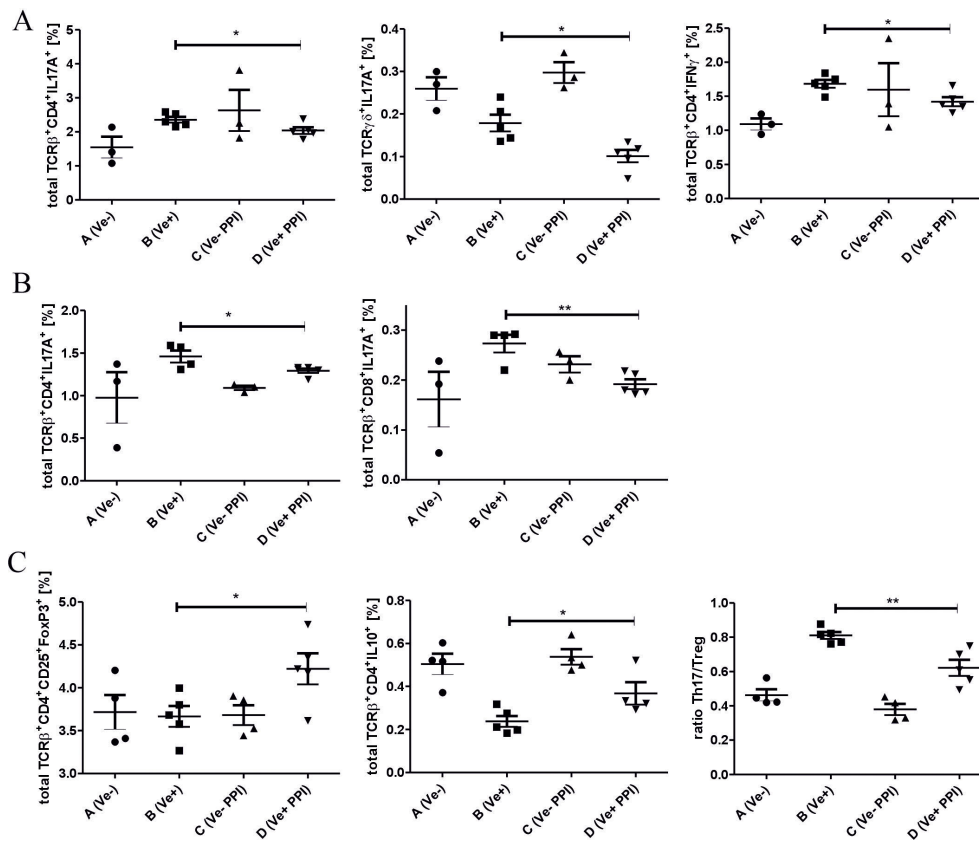 A
total TCRβ⁺CD4⁺IL17A⁺ [%]
5
4
3
2
1
0
*
A (Ve-)
B (Ve+)
C (Ve- PPI)
D (Ve+ PPI)
total TCRγδ⁺IL17A⁺ [%]
0.4
0.3
0.2
0.1
0.0
*
A (Ve-)
B (Ve+)
C (Ve- PPI)
D (Ve+ PPI)
total TCRβ⁺CD4⁺IFNγ⁺ [%]
2.5
2.0
1.5
1.0
0.5
0.0
*
A (Ve-)
B (Ve+)
C (Ve- PPI)
D (Ve+ PPI)
B
total TCRβ⁺CD4⁺IL17A⁺ [%]
2.0
1.5
1.0
0.5
0.0
*
A (Ve-)
B (Ve+)
C (Ve- PPI)
D (Ve+ PPI)
total TCRβ⁺CD8⁺IL17A⁺ [%]
0.3
0.2
0.1
0.0
**
A (Ve-)
B (Ve+)
C (Ve- PPI)
D (Ve+ PPI)
C
total TCRβ⁺CD4⁺CD25⁺FoxP3⁺ [%]
5.0
4.5
4.0
3.5
3.0
*
A (Ve-)
B (Ve+)
C (Ve- PPI)
D (Ve+ PPI)
total TCRβ⁺CD4⁺IL10⁺ [%]
0.8
0.6
0.4
0.2
0.0
*
A (Ve-)
B (Ve+)
C (Ve- PPI)
D (Ve+ PPI)
ratio Th17/Treg
1.0
0.8
0.6
0.4
0.2
0.0
**
A (Ve-)
B (Ve+)
C (Ve- PPI)
D (Ve+ PPI)